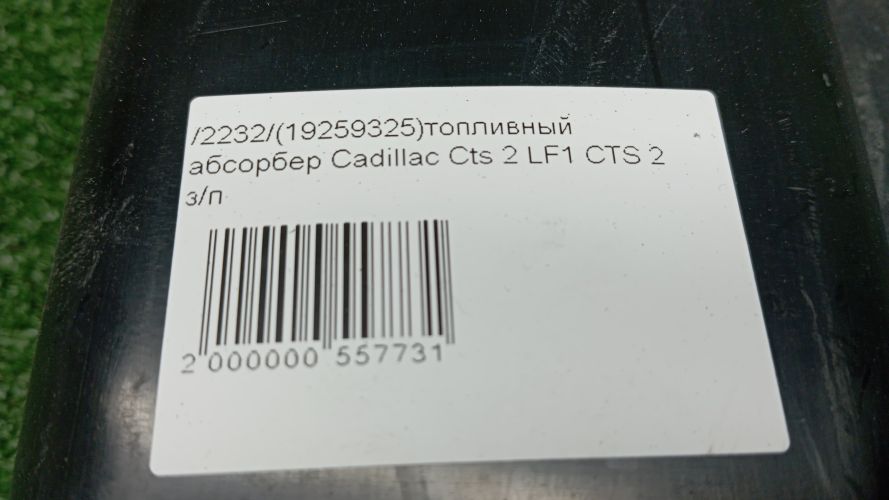 /2232/(19259325)топливный
абсорбер Cadillac Cts 2 LF1 CTS 2
з/п
2 000000 557731